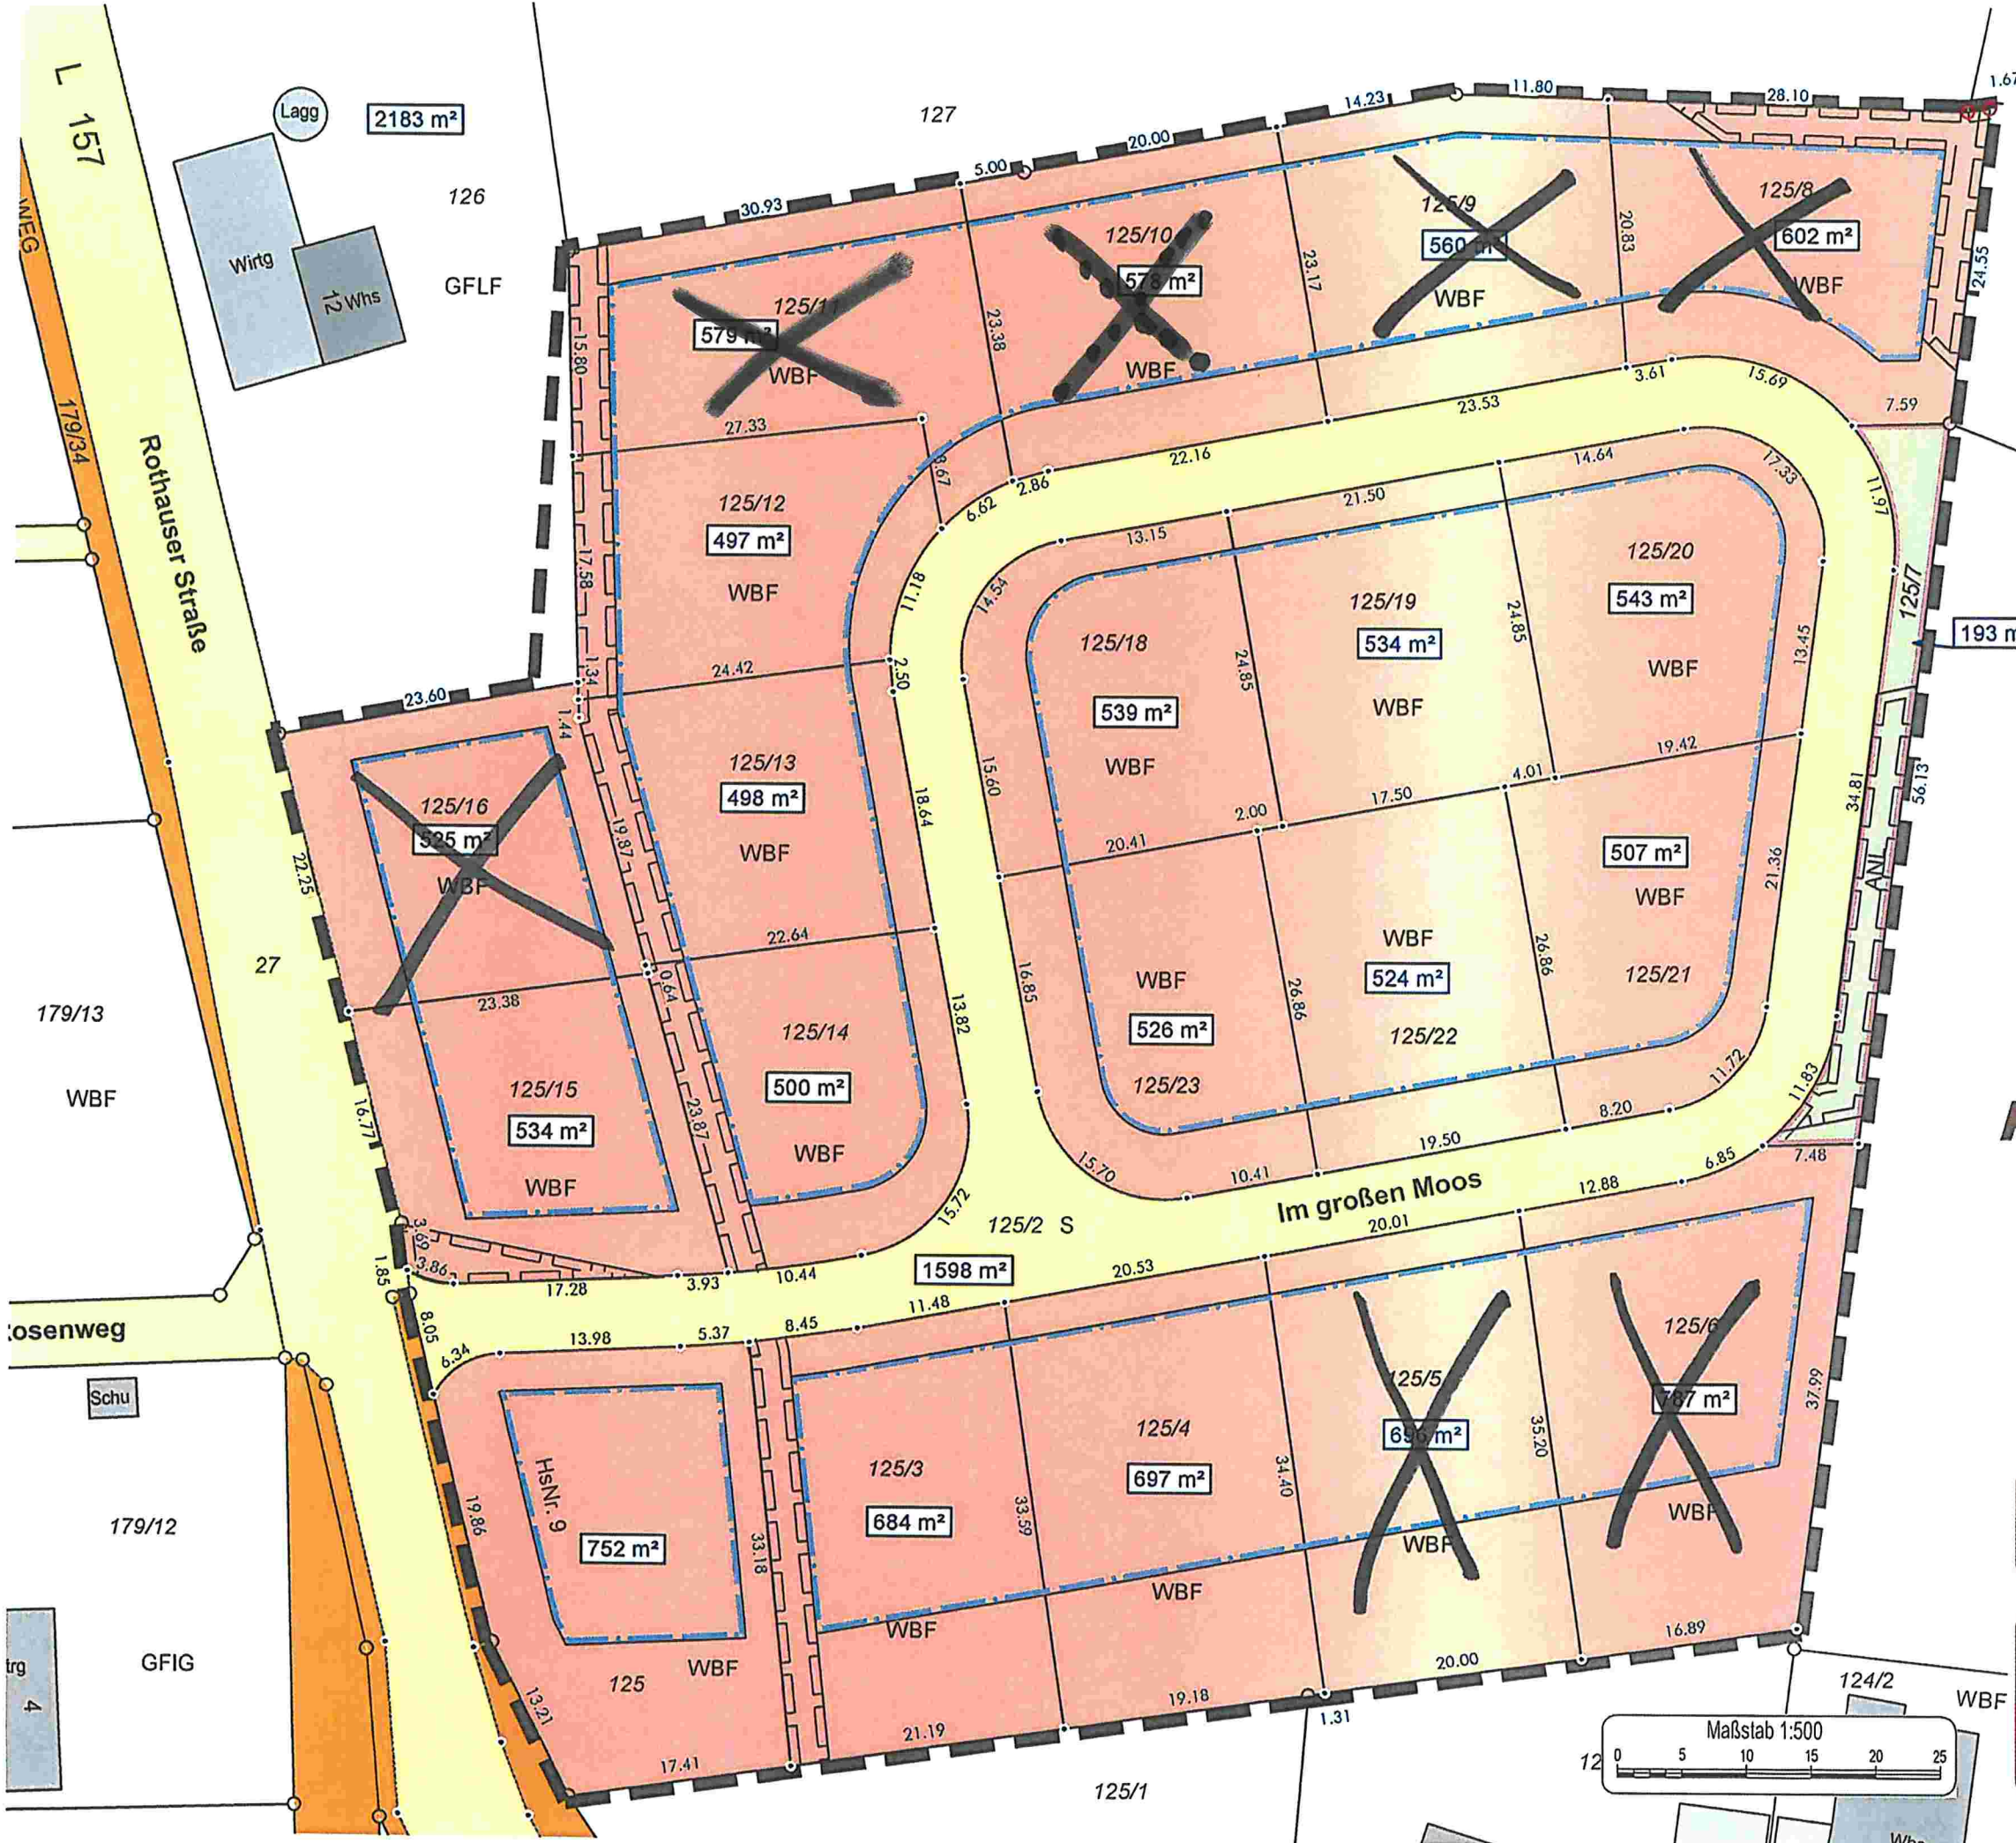 L 157
WEG
179/34
Rothauser Straße
27
179/13
WBF
Lagg
2183 m²
126
Wirtg
12 Whs
GFLF
127
30.93
5.00
20.00
14.23
11.80
28.10
1.67
24.55
125/11
579 m²
WBF
125/10
578 m²
WBF
125/9
560 m²
WBF
125/8
602 m²
WBF
15.80
23.38
23.17
20.83
27.33
2.86
6.62
22.16
23.53
3.61
15.69
7.59
125/12
497 m²
WBF
17.58
11.18
14.54
13.15
21.50
14.64
17.33
11.97
125/7
24.42
2.50
1.34
1.44
23.60
125/18
539 m²
WBF
24.85
125/19
534 m²
WBF
24.85
125/20
543 m²
WBF
13.45
125/13
498 m²
WBF
18.64
15.60
20.41
2.00
17.50
4.01
19.42
34.81
56.13
ANL
125/16
525 m²
WBF
22.25
19.87
22.64
0.64
23.38
WBF
526 m²
125/23
26.86
WBF
524 m²
125/22
26.86
507 m²
WBF
125/21
21.36
125/14
500 m²
WBF
13.82
16.85
125/15
534 m²
WBF
16.77
23.87
15.72
15.70
10.41
19.50
8.20
11.72
11.83
7.48
6.85
12.88
Im großen Moos
20.01
125/2 S
1598 m²
20.53
11.48
8.45
5.37
13.98
6.34
8.05
1.85
3.69
3.86
17.28
3.93
10.44
Schu
179/12
GFIG
4
HsNr. 9
752 m²
125
WBF
19.86
13.21
17.41
33.18
125/3
684 m²
WBF
33.59
21.19
125/4
697 m²
WBF
34.40
19.18
1.31
125/5
696 m²
WBF
35.20
20.00
125/6
787 m²
WBF
37.99
16.89
125/1
124/2
WBF
Maßstab 1:500
0 5 10 15 20 25